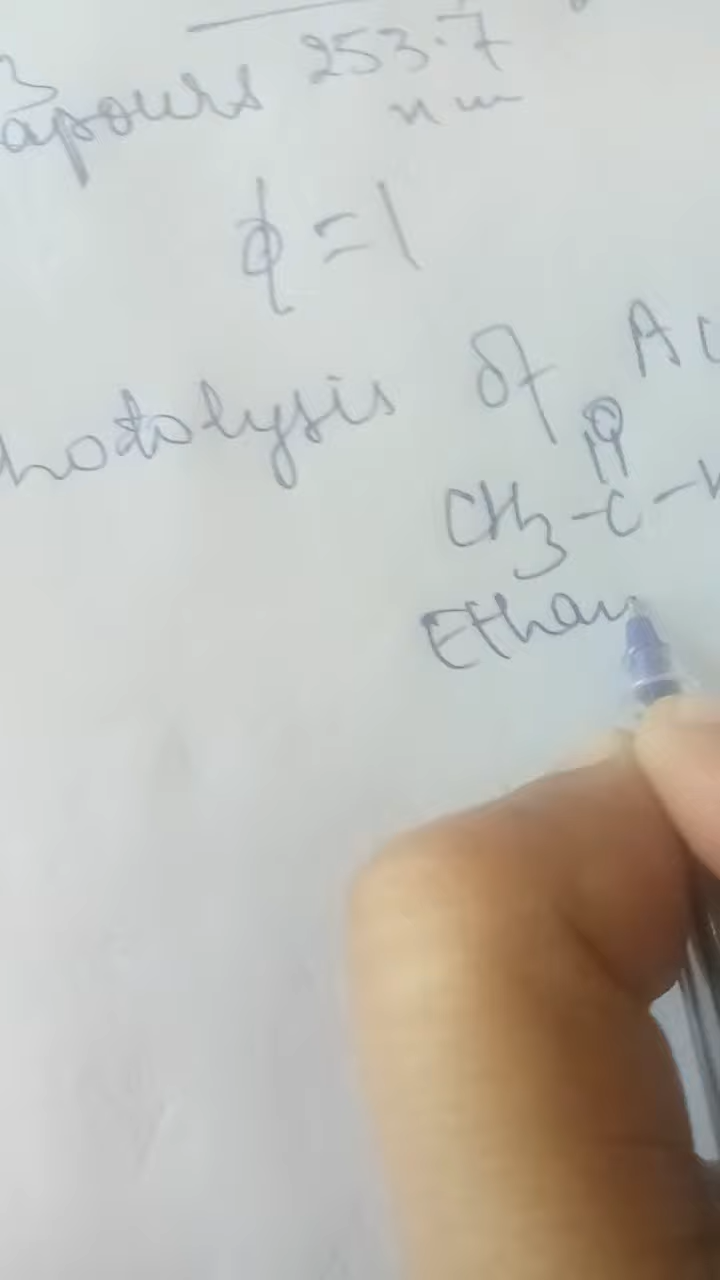 apours 253.7
nm
ϕ = 1
hotolysis of Ac
O
CH3-C-
Ethan